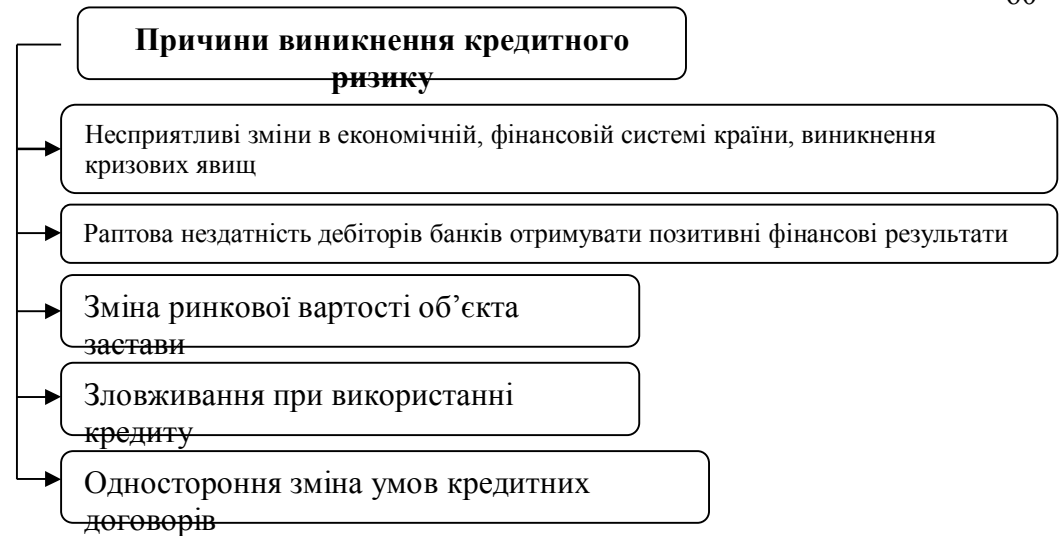 Причини виникнення кредитного
ризику
Несприятливі зміни в економічній, фінансовій системі країни, виникнення
кризових явищ
Раптова нездатність дебіторів банків отримувати позитивні фінансові результати
Зміна ринкової вартості об’єкта
застави
Зловживання при використанні
кредиту
Одностороння зміна умов кредитних
договорів